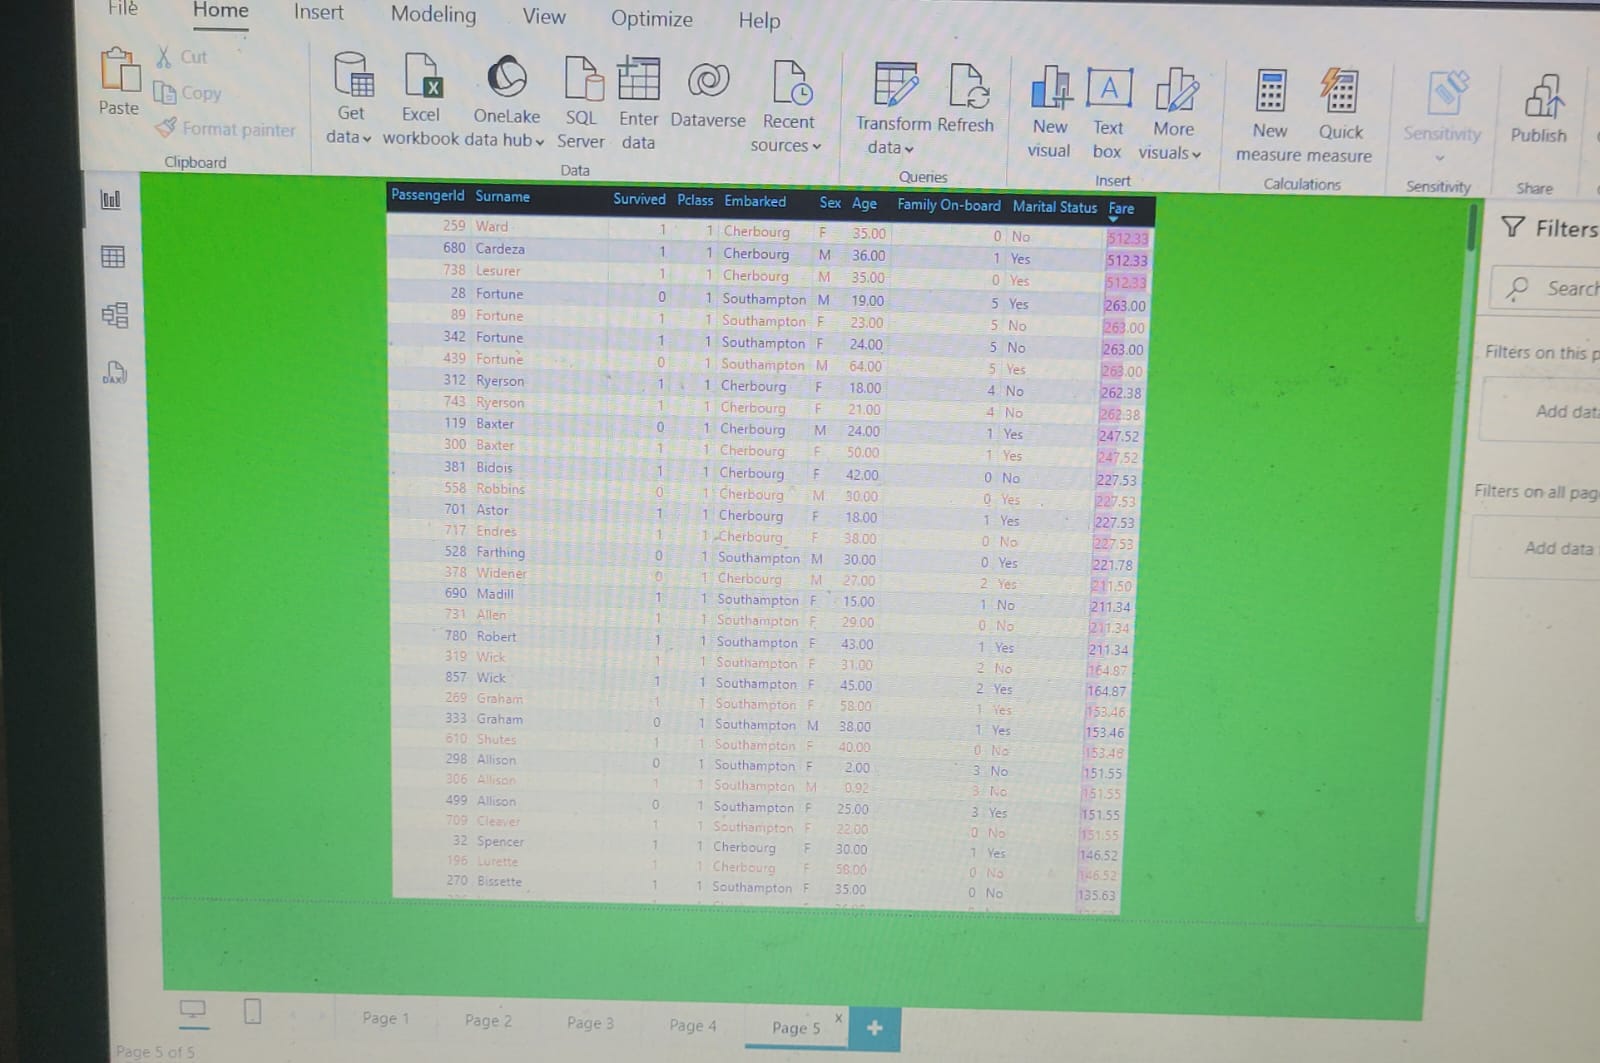 File Home Insert Modeling View Optimize Help
Paste Cut Copy Format painter
Clipboard
Get data Excel workbook OneLake data hub SQL Server Enter data Dataverse Recent sources
Data
Transform data Refresh
Queries
New visual Text box More visuals
Insert
New measure Quick measure
Calculations
Sensitivity
Sensitivity
Publish
Share
PassengerId Surname Survived Pclass Embarked Sex Age Family On-board Marital Status Fare
259 Ward 1 1 Cherbourg F 35.00 0 No 512.33
680 Cardeza 1 1 Cherbourg M 36.00 1 Yes 512.33
738 Lesurer 1 1 Cherbourg M 35.00 0 Yes 512.33
28 Fortune 0 1 Southampton M 19.00 5 Yes 263.00
89 Fortune 1 1 Southampton F 23.00 5 No 263.00
342 Fortune 1 1 Southampton F 24.00 5 No 263.00
439 Fortune 0 1 Southampton M 64.00 5 Yes 263.00
312 Ryerson 1 1 Cherbourg F 18.00 4 No 262.38
743 Ryerson 1 1 Cherbourg F 21.00 4 No 262.38
119 Baxter 0 1 Cherbourg M 24.00 1 Yes 247.52
300 Baxter 1 1 Cherbourg F 50.00 1 Yes 247.52
381 Bidois 1 1 Cherbourg F 42.00 0 No 227.53
558 Robbins 0 1 Cherbourg M 30.00 0 Yes 227.53
701 Astor 1 1 Cherbourg F 18.00 1 Yes 227.53
717 Endres 1 1 Cherbourg F 38.00 0 No 227.53
528 Farthing 0 1 Southampton M 30.00 0 Yes 221.78
378 Widener 0 1 Cherbourg M 27.00 2 Yes 211.50
690 Madill 1 1 Southampton F 15.00 1 No 211.34
731 Allen 1 1 Southampton F 29.00 0 No 211.34
780 Robert 1 1 Southampton F 43.00 1 Yes 211.34
319 Wick 1 1 Southampton F 31.00 2 No 164.87
857 Wick 1 1 Southampton F 45.00 2 Yes 164.87
269 Graham 1 1 Southampton F 58.00 1 Yes 153.46
333 Graham 0 1 Southampton M 38.00 1 Yes 153.46
610 Shutes 1 1 Southampton F 40.00 0 No 153.46
298 Allison 0 1 Southampton F 2.00 3 No 151.55
306 Allison 1 1 Southampton M 0.92 3 No 151.55
499 Allison 0 1 Southampton F 25.00 3 Yes 151.55
709 Cleaver 1 1 Southampton F 22.00 0 No 151.55
32 Spencer 1 1 Cherbourg F 30.00 1 Yes 146.52
196 Lurette 1 1 Cherbourg F 58.00 0 No 146.52
270 Bissette 1 1 Southampton F 35.00 0 No 135.63
Filters
Search
Filters on this p
Add data
Filters on all pag
Add data
DAX
Page 1 Page 2 Page 3 Page 4 Page 5 x +
Page 5 of 5